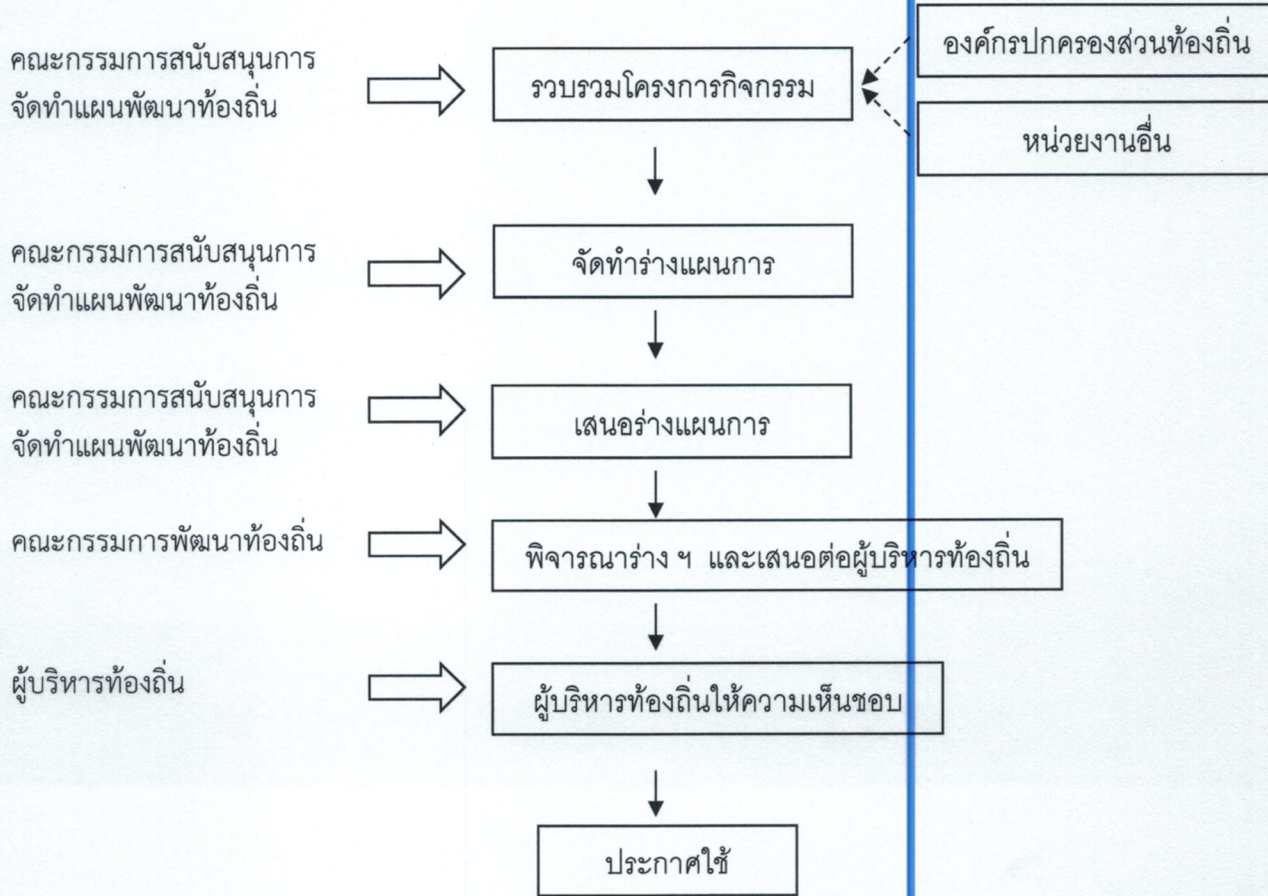 คณะกรรมการสนับสนุนการ
จัดทำแผนพัฒนาท้องถิ่น
รวบรวมโครงการกิจกรรม
องค์กรปกครองส่วนท้องถิ่น
หน่วยงานอื่น
คณะกรรมการสนับสนุนการ
จัดทำแผนพัฒนาท้องถิ่น
จัดทำร่างแผนการ
คณะกรรมการสนับสนุนการ
จัดทำแผนพัฒนาท้องถิ่น
เสนอร่างแผนการ
คณะกรรมการพัฒนาท้องถิ่น
พิจารณาร่าง ฯ และเสนอต่อผู้บริหารท้องถิ่น
ผู้บริหารท้องถิ่น
ผู้บริหารท้องถิ่นให้ความเห็นชอบ
ประกาศใช้